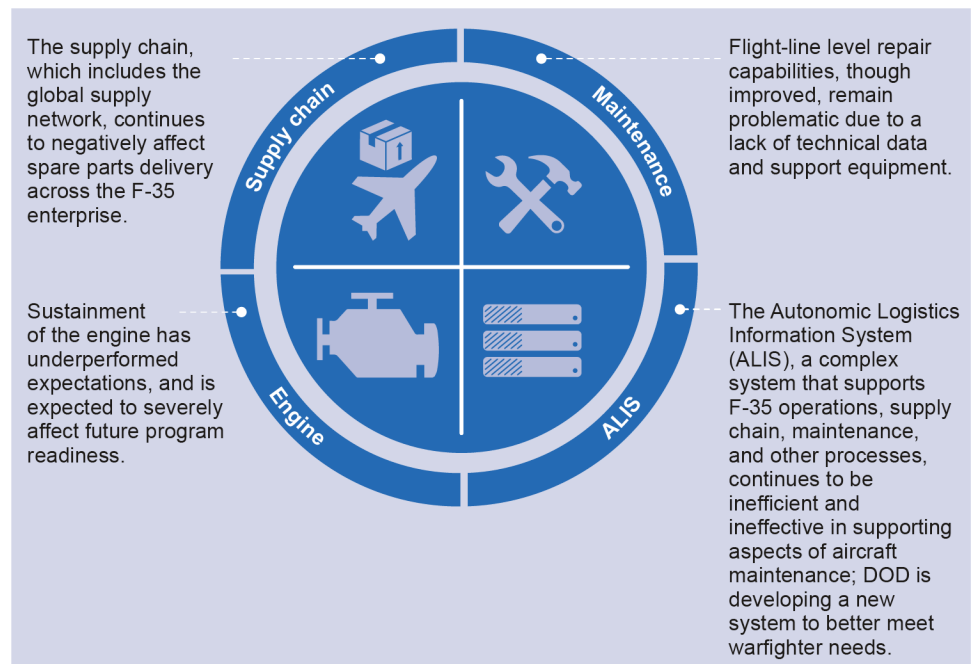 The supply chain,
which includes the
global supply
network, continues
to negatively affect
spare parts delivery
across the F-35
enterprise.
Supply chain
Maintenance
Flight-line level repair
capabilities, though
improved, remain
problematic due to a
lack of technical data
and support equipment.
Sustainment
of the engine has
underperformed
expectations, and is
expected to severely
affect future program
readiness.
Engine
ALIS
The Autonomic Logistics
Information System
(ALIS), a complex
system that supports
F-35 operations, supply
chain, maintenance,
and other processes,
continues to be
inefficient and
ineffective in supporting
aspects of aircraft
maintenance; DOD is
developing a new
system to better meet
warfighter needs.